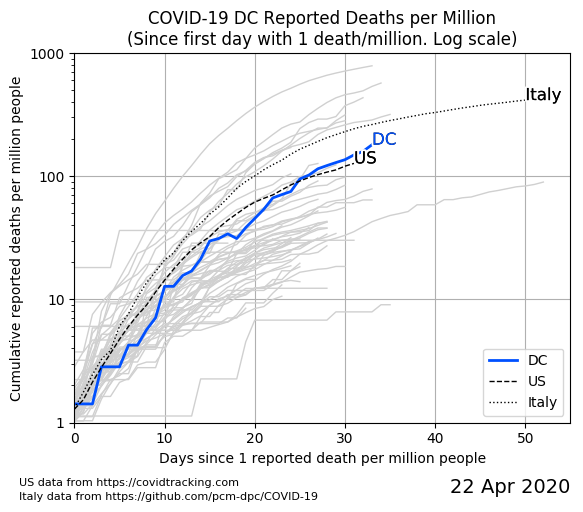 COVID-19 DC Reported Deaths per Million
(Since first day with 1 death/million. Log scale)
Cumulative reported deaths per million people
1000
100
10
1
Italy
DC
US
DC
US
Italy
0
10
20
30
40
50
Days since 1 reported death per million people
US data from https://covidtracking.com
Italy data from https://github.com/pcm-dpc/COVID-19
22 Apr 2020